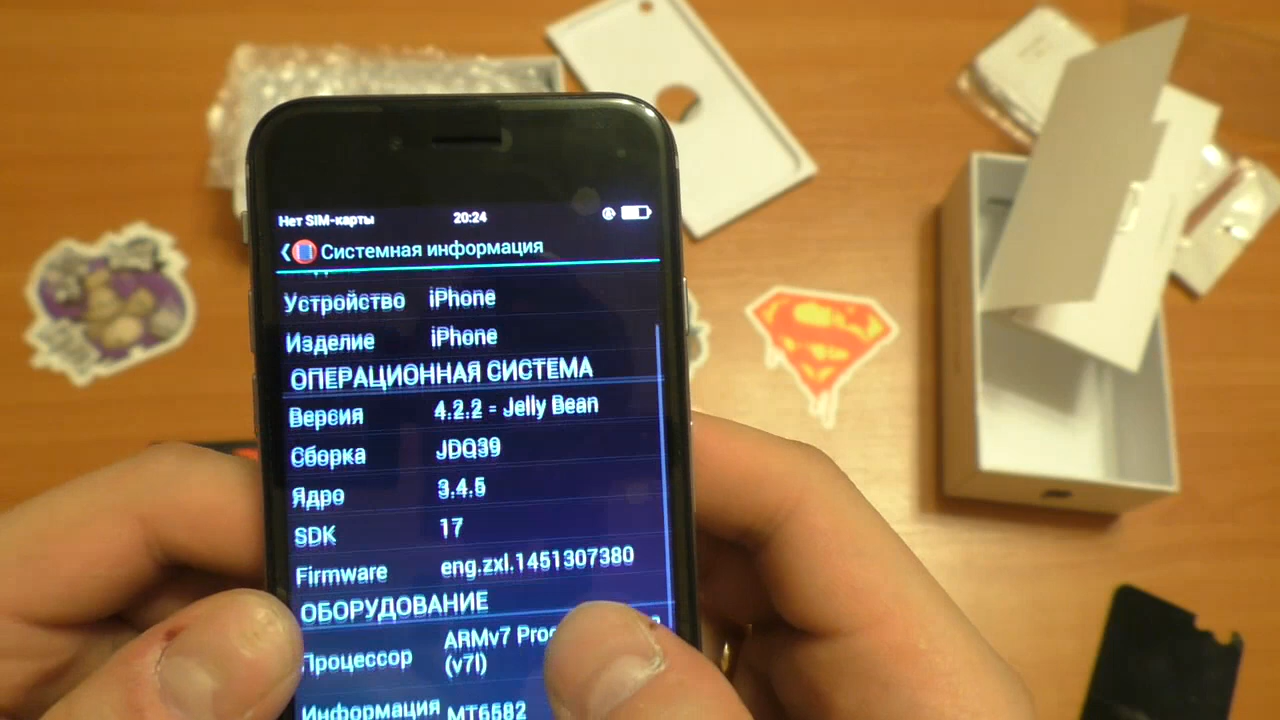 Нет SIM-карты 20:24
Системная информация
Устройство iPhone
Изделие iPhone
ОПЕРАЦИОННАЯ СИСТЕМА
Версия 4.2.2 - Jelly Bean
Сборка JDQ39
Ядро 3.4.5
SDK 17
Firmware eng.zxl.1451307380
ОБОРУДОВАНИЕ
Процессор ARMv7
(v7l)
Информация MT6582